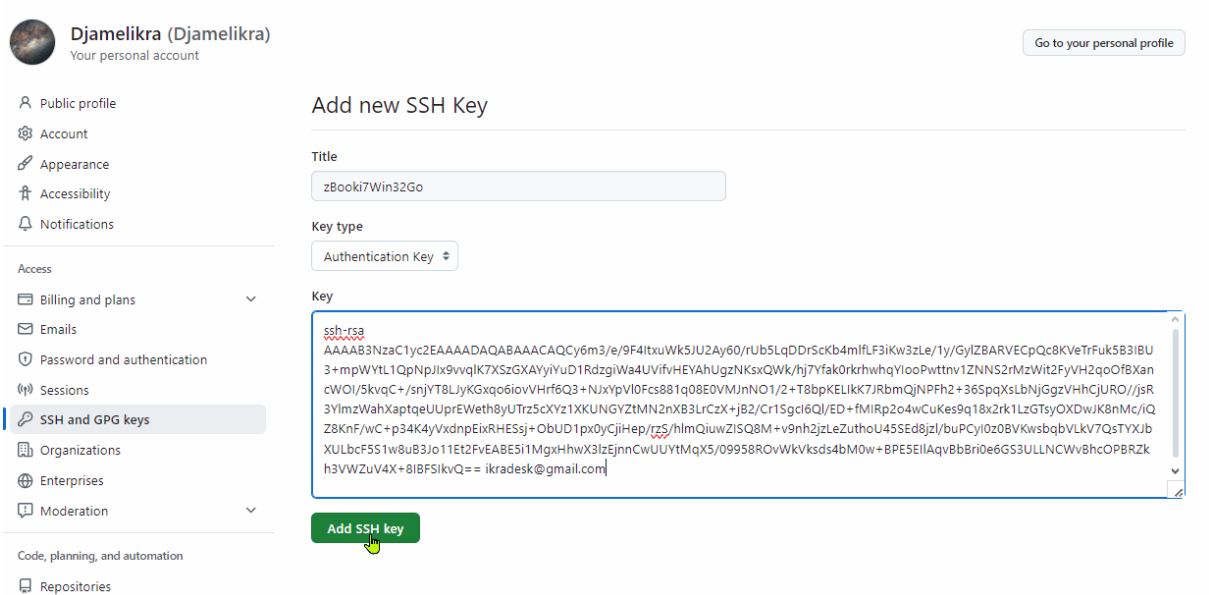 Djamelikra (Djamelikra)
Your personal account
Go to your personal profile
Public profile
Account
Appearance
Accessibility
Notifications
Access
Billing and plans
Emails
Password and authentication
Sessions
SSH and GPG keys
Organizations
Enterprises
Moderation
Code, planning, and automation
Repositories
Add new SSH Key
Title
zBooki7Win32Go
Key type
Authentication Key
Key
ssh-rsa
AAAAB3NzaC1yc2EAAAADAQABAAACAQCy6m3/e/9F4ItxuWk5JU2Ay60/rUb5LqDDrScKb4mlfLF3iKw3zLe/1y/GylZBARVECpQc8KVeTrFuk5B3IBU
3+mpWYtL1QpNpJIx9vvqlK7XSzGXAYyiYuD1RdzgiWa4UVifvHEYAhUgzNKsxQWk/hj7Yfak0rkrhwhqYIooPwttnv1ZNNS2rMzWit2FyVH2qoOfBXan
cWOI/5kvqC+/snjYT8LJyKGxqo6iovVHrf6Q3+NJxYpVl0Fcs881q08E0VMJnNO1/2+T8bpKELIkK7JRbmQjNPFh2+36SpqXsLbNjGgzVHhCjURO//jsR
3YlmzWahXaptqeUUprEWeth8yUTrz5cXYz1XKUNGYZtMN2nXB3LrCzX+jB2/Cr1SgcI6Ql/ED+fMIRp2o4wCuKes9q18x2rk1LzGTsyOXDwJK8nMc/iQ
Z8KnF/wC+p34K4yVxdnpEixRHESsj+ObUD1px0yCjiHep/rzS/hlmQiuwZISQ8M+v9nh2jzLeZuthoU45SEd8jzI/buPCyI0z0BVKwsbqbVLkV7QsTYXJb
XULbcF5S1w8uB3Jo11Et2FvEABE5i1MgxHhwX3lzEjnnCwUUYtMqX5/09958ROvWkVksds4bM0w+BPE5EIlAqvBbBri0e6GS3ULLNCWvBhcOPBRZk
h3VWZuV4X+8IBFSIkvQ== ikradesk@gmail.com
Add SSH key